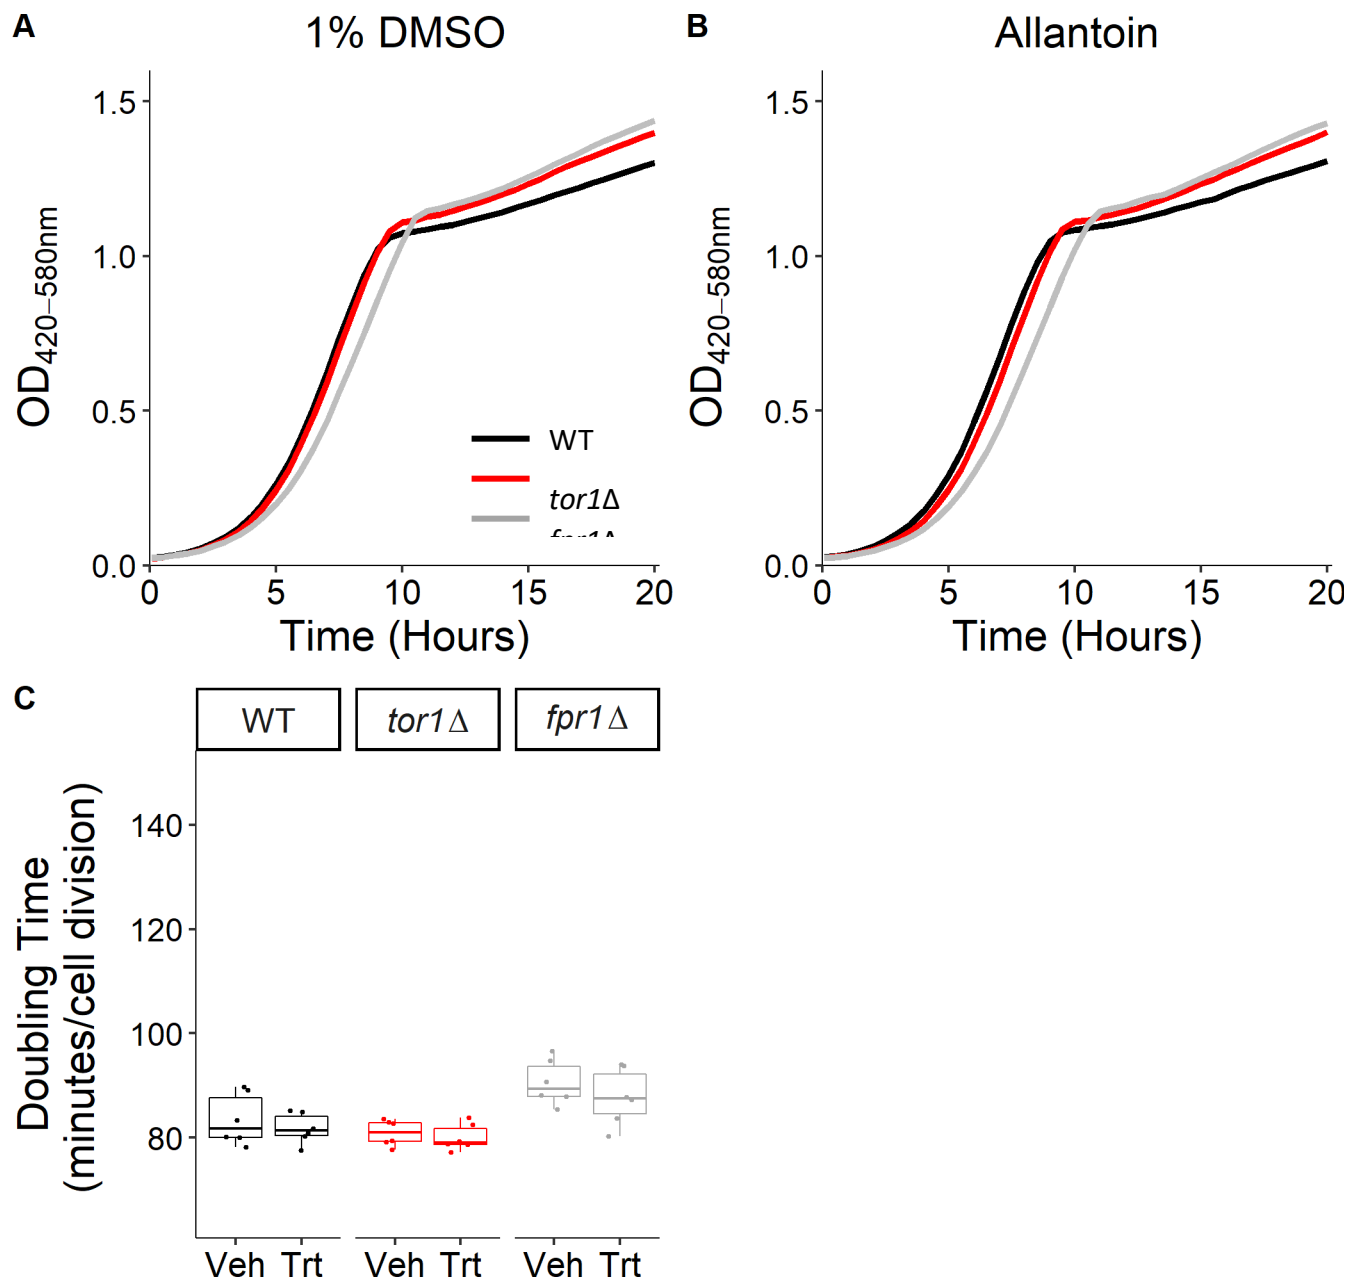 A
1% DMSO
B
Allantoin
1.5
1.0
0.5
0.0
OD420−580nm
WT
tor1Δ
0
5
10
15
20
Time (Hours)
1.5
1.0
0.5
0.0
OD420−580nm
0
5
10
15
20
Time (Hours)
C
WT
tor1Δ
fpr1Δ
Doubling Time
(minutes/cell division)
140
120
100
80
Veh Trt
Veh Trt
Veh Trt